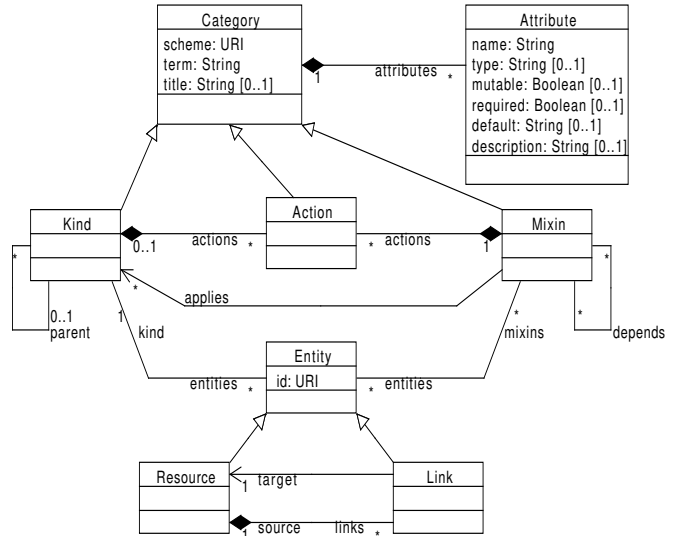 Category
scheme: URI
term: String
title: String [0..1]
Attribute
name: String
type: String [0..1]
mutable: Boolean [0..1]
required: Boolean [0..1]
default: String [0..1]
description: String [0..1]
1 attributes *
Kind
Action
Mixin
0..1 actions *
* actions 1
* applies
*
0..1
parent
1 kind
*
mixins
*
*
depends
Entity
id: URI
entities *
* entities
Resource
Link
1 target
1 source links *